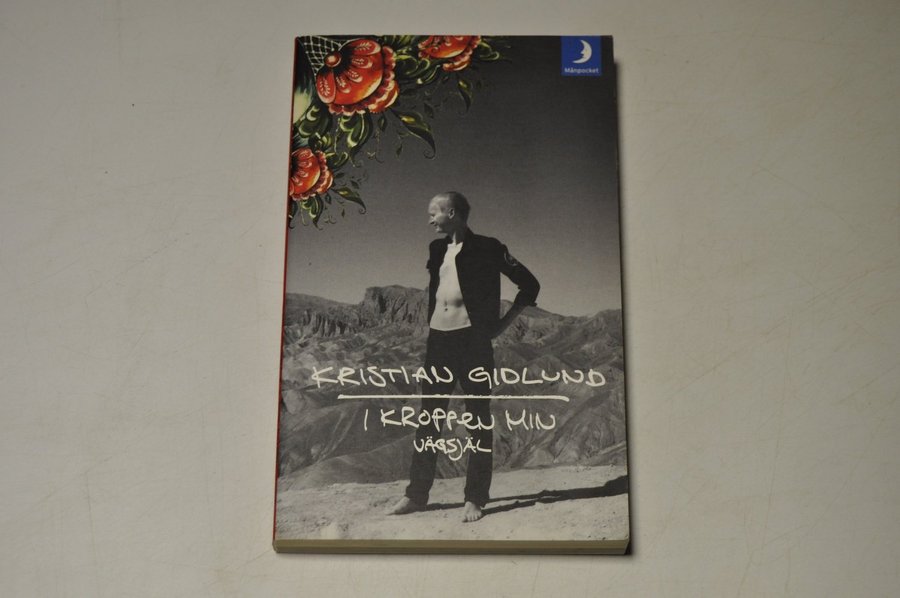 Månpocket
KRISTIAN GIDLUND
I KROPPEN MIN
VÄGSJÄL